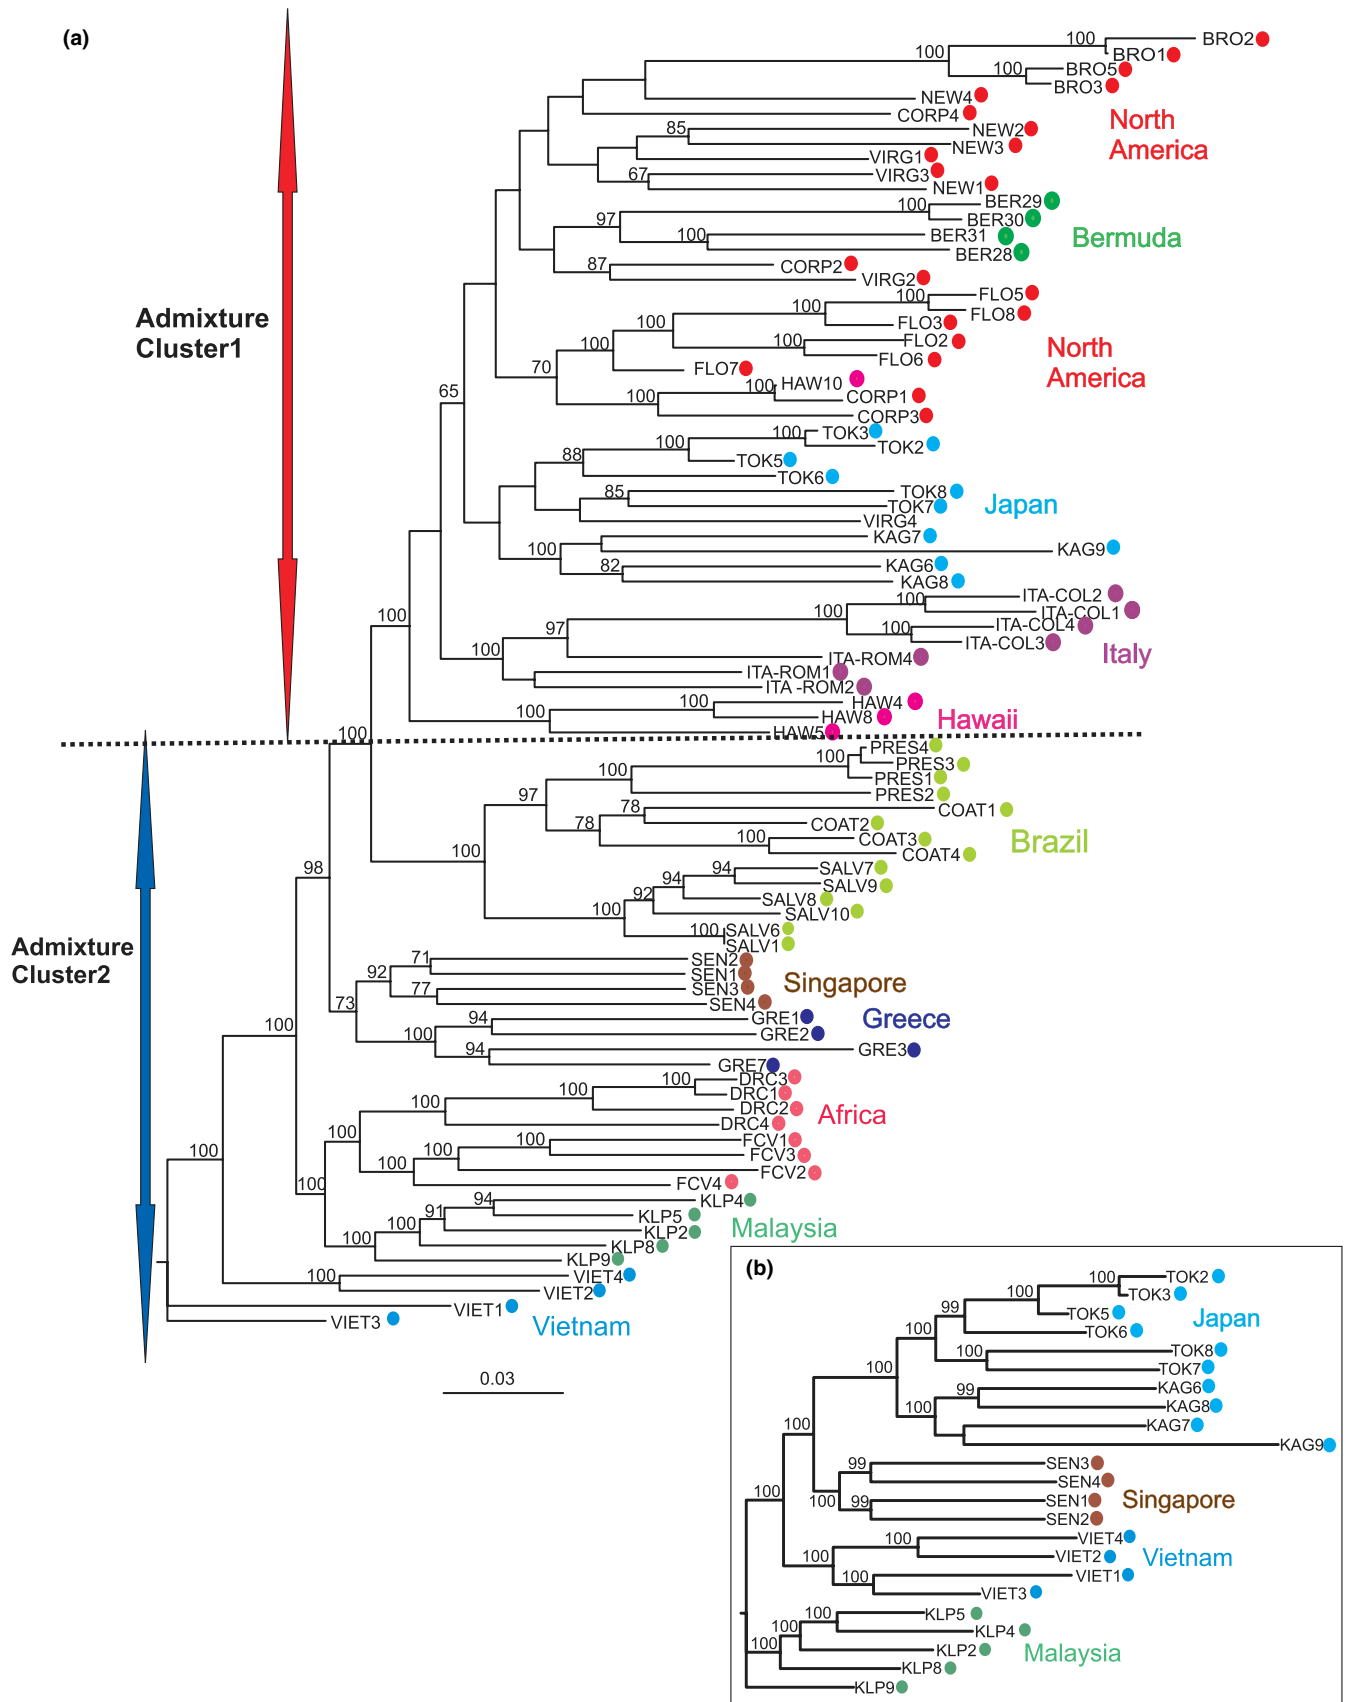 (a)
100
BRO2
100
BRO1
100
BRO5
BRO3
NEW4
CORP4
North
America
85
NEW2
NEW3
VIRG1
VIRG3
67
NEW1
BER29
100
BER30
97
BER31
100
BER28
Bermuda
87
CORP2
VIRG2
FLO5
100
FLO8
100
FLO3
100
FLO2
100
FLO6
100
FLO7
70
North
America
HAW10
100
CORP1
100
CORP3
65
Admixture
Cluster1
TOK3
100
TOK2
100
TOK5
88
TOK6
TOK8
85
TOK7
VIRG4
Japan
KAG7
100
KAG9
KAG6
82
KAG8
ITA-COL2
100
ITA-COL1
100
ITA-COL4
100
ITA-COL3
97
ITA-ROM4
100
ITA-ROM1
ITA -ROM2
Italy
100
HAW4
100
HAW8
100
HAW5
Hawaii
100
PRES4
100
PRES3
100
PRES1
PRES2
97
COAT1
78
COAT2
78
COAT3
100
COAT4
Brazil
100
SALV7
94
SALV9
94
SALV8
92
SALV10
100
SALV6
100
SALV1
98
Admixture
Cluster2
71
SEN2
SEN1
92
SEN3
77
SEN4
Singapore
73
GRE1
94
GRE2
100
GRE3
94
GRE7
Greece
100
DRC3
100
DRC1
100
DRC2
100
DRC4
Africa
100
FCV1
100
FCV3
100
FCV2
100
FCV4
100
100
KLP4
94
KLP5
91
KLP2
100
KLP8
100
KLP9
Malaysia
VIET4
100
VIET2
VIET1
VIET3
Vietnam
0.03
(b)
TOK2
100
TOK3
100
TOK5
99
TOK6
Japan
TOK8
100
TOK7
100
KAG6
99
KAG8
100
KAG7
KAG9
100
SEN3
99
SEN4
100
SEN1
99
SEN2
Singapore
100
VIET4
100
VIET2
100
VIET1
100
VIET3
Vietnam
KLP5
100
KLP4
100
KLP2
100
KLP8
KLP9
Malaysia